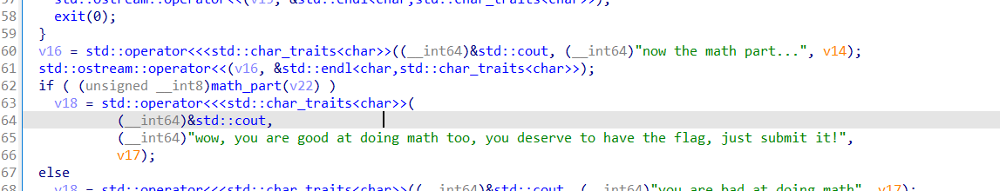 57 std::ostream::operator<<(v15, &std::endl<char,std::char_traits<char>>);
58 exit(0);
59 }
60 v16 = std::operator<<<std::char_traits<char>>((__int64)&std::cout, (__int64)"now the math part...", v14);
61 std::ostream::operator<<(v16, &std::endl<char,std::char_traits<char>>);
62 if ( (unsigned __int8)math_part(v22) )
63 v18 = std::operator<<<std::char_traits<char>>(
64 (__int64)&std::cout,
65 (__int64)"wow, you are good at doing math too, you deserve to have the flag, just submit it!",
66 v17);
67 else
68 v18 = std::operator<<<std::char_traits<char>>((__int64)&std::cout, (__int64)"you are bad at doing math", v17);